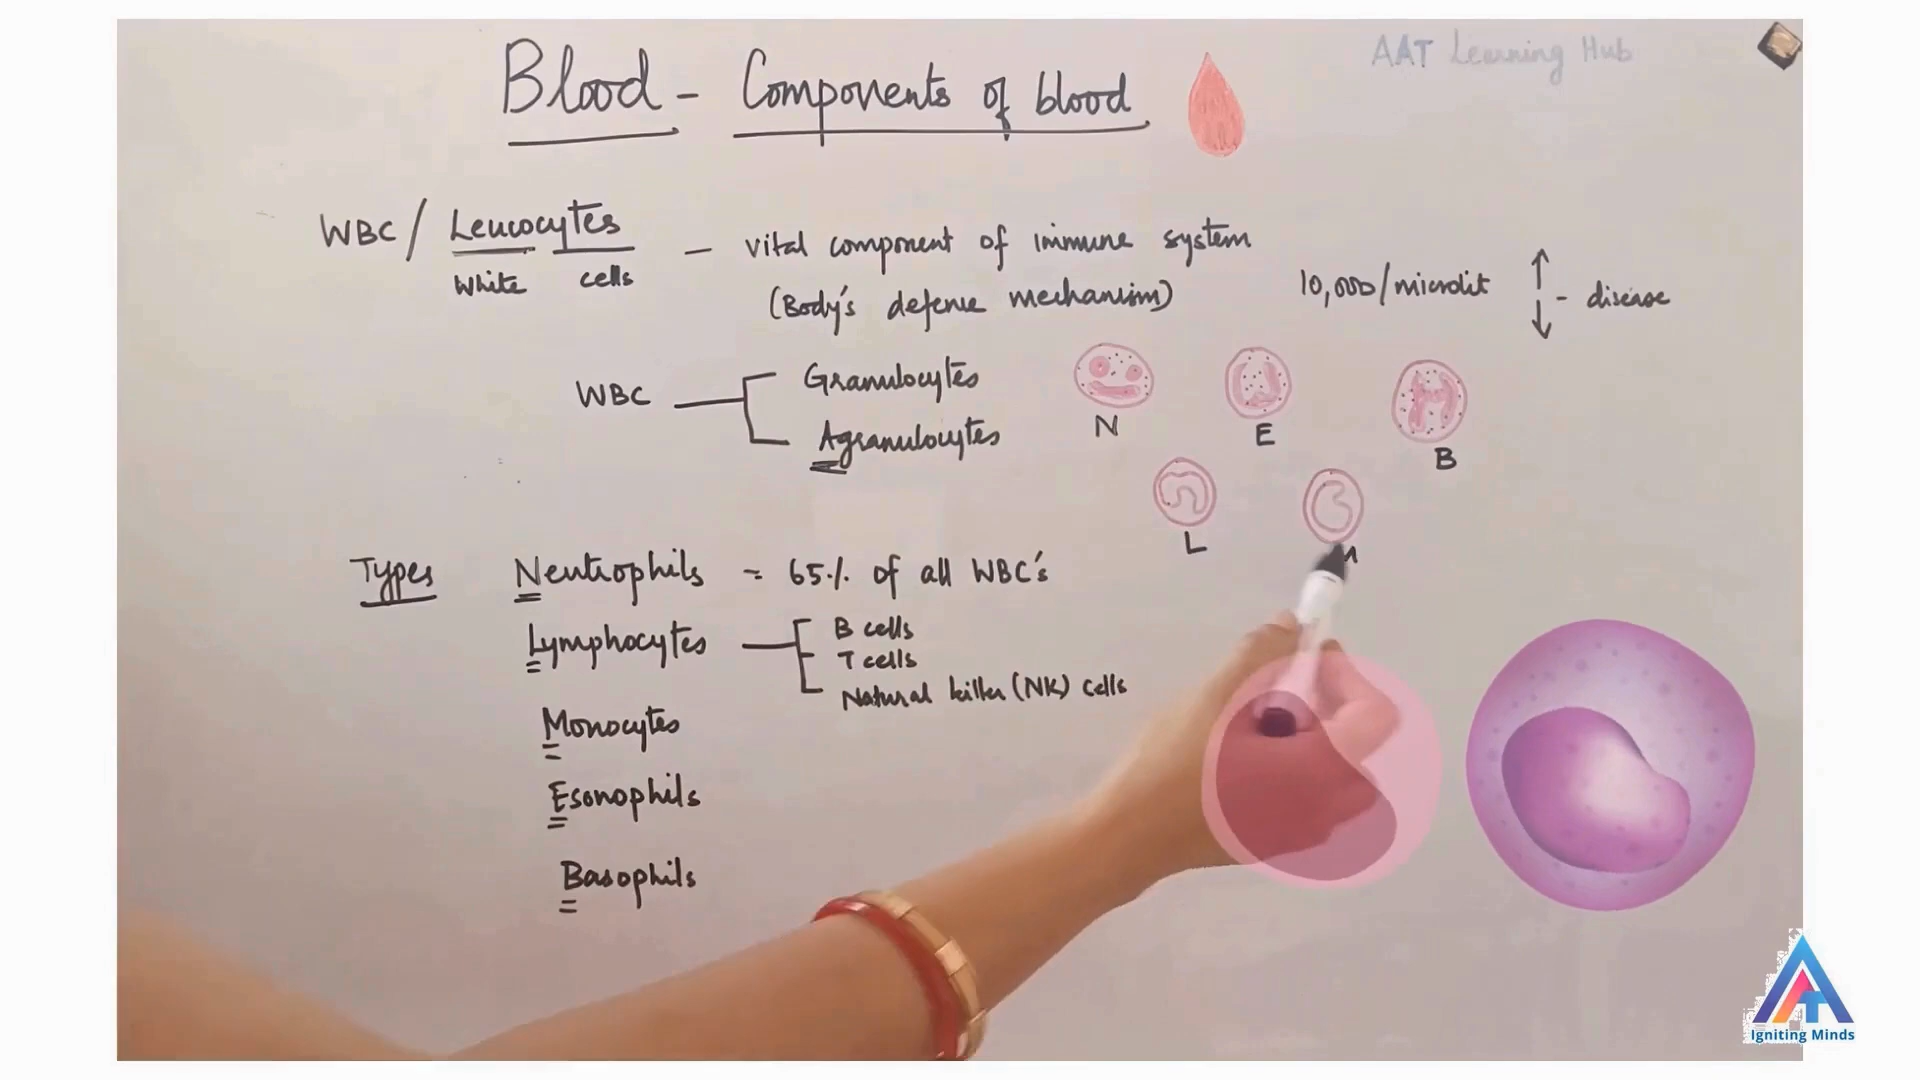 AAT Learning Hub
Blood - Components of blood
WBC / Leucocytes - vital component of immune system
White cells
(Body's defense mechanism)
10,000/microlit ↑↓ - disease
WBC
Granulocytes
Agranulocytes
N
E
B
L
M
Types
Neutrophils = 65% of all WBC's
Lymphocytes
B cells
T cells
Natural killer (NK) cells
Monocytes
Esonophils
Basophils
Igniting Minds